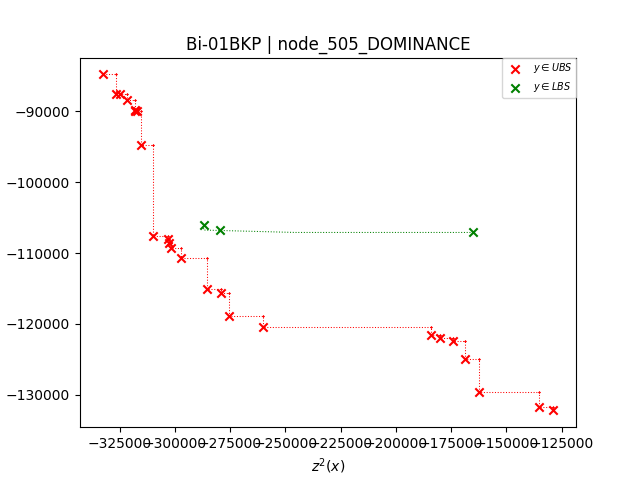 Bi-01BKP | node_505_DOMINANCE
y ∈ UBS
y ∈ LBS
−90000
−100000
−110000
−120000
−130000
−325000 −300000 −275000 −250000 −225000 −200000 −175000 −150000 −125000
z²(x)